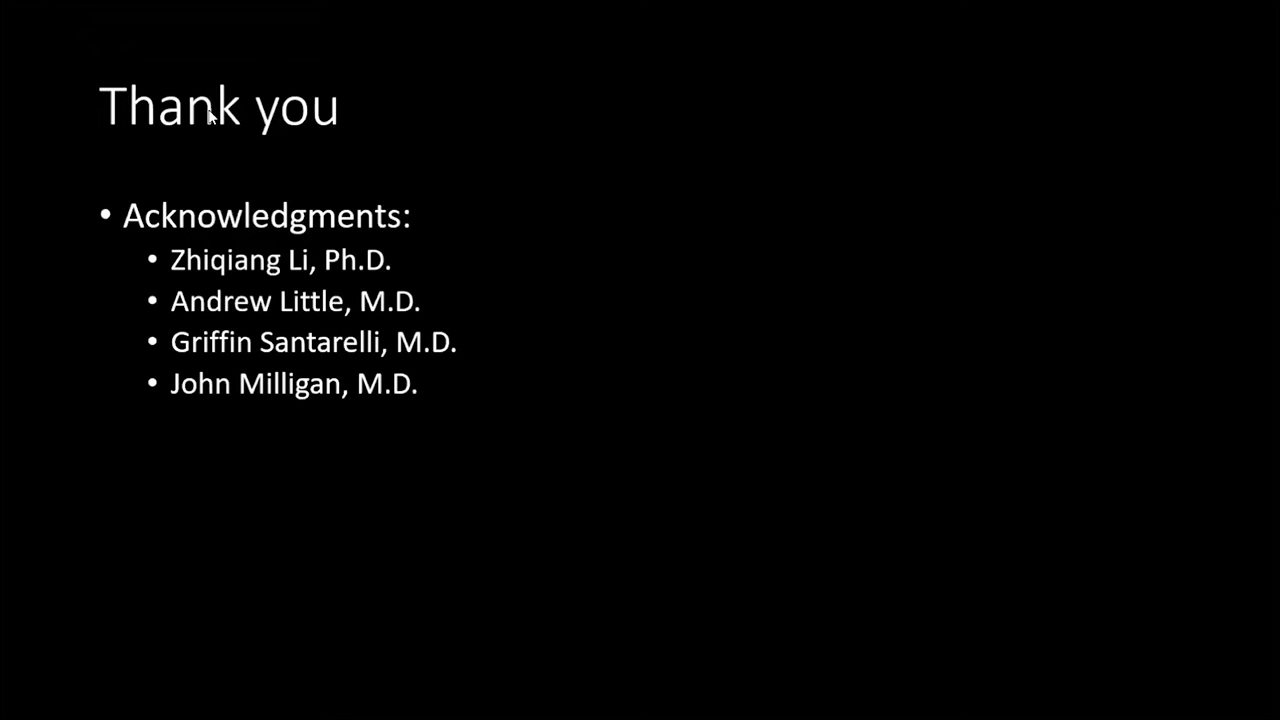 Thank you
• Acknowledgments:
• Zhiqiang Li, Ph.D.
• Andrew Little, M.D.
• Griffin Santarelli, M.D.
• John Milligan, M.D.